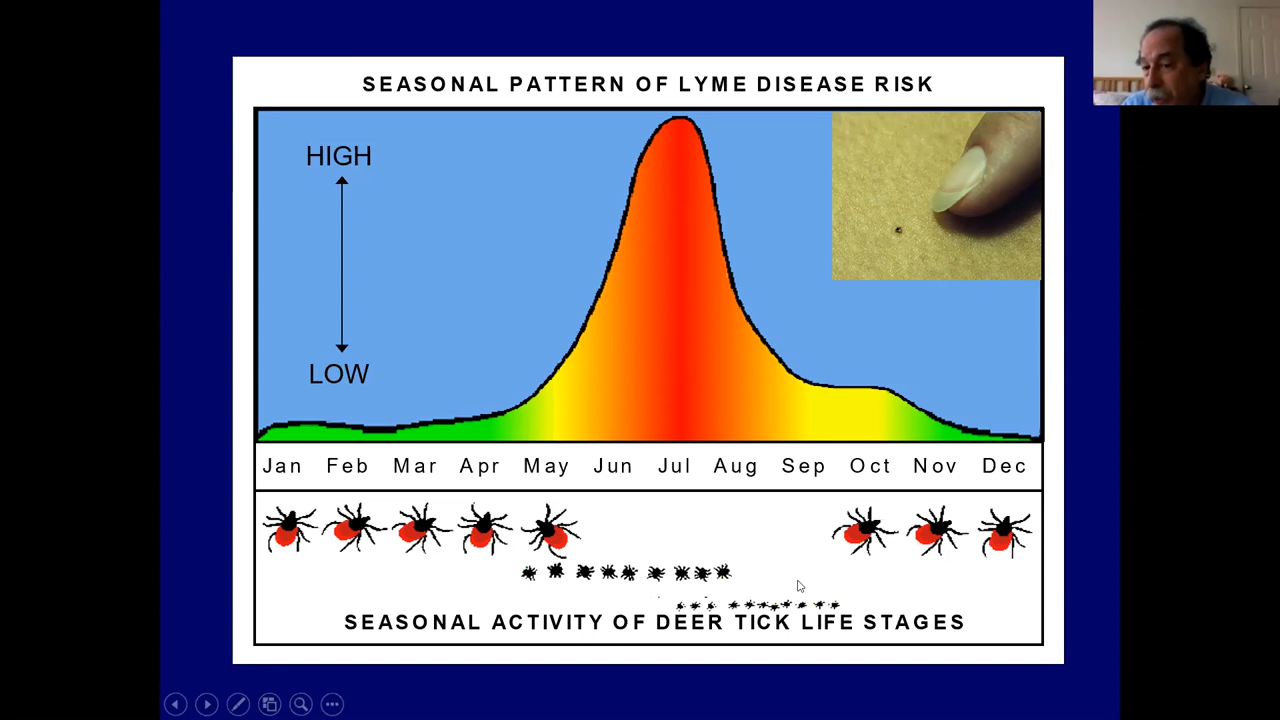 SEASONAL PATTERN OF LYME DISEASE RISK
HIGH
LOW
Jan Feb Mar Apr May Jun Jul Aug Sep Oct Nov Dec
SEASONAL ACTIVITY OF DEER TICK LIFE STAGES